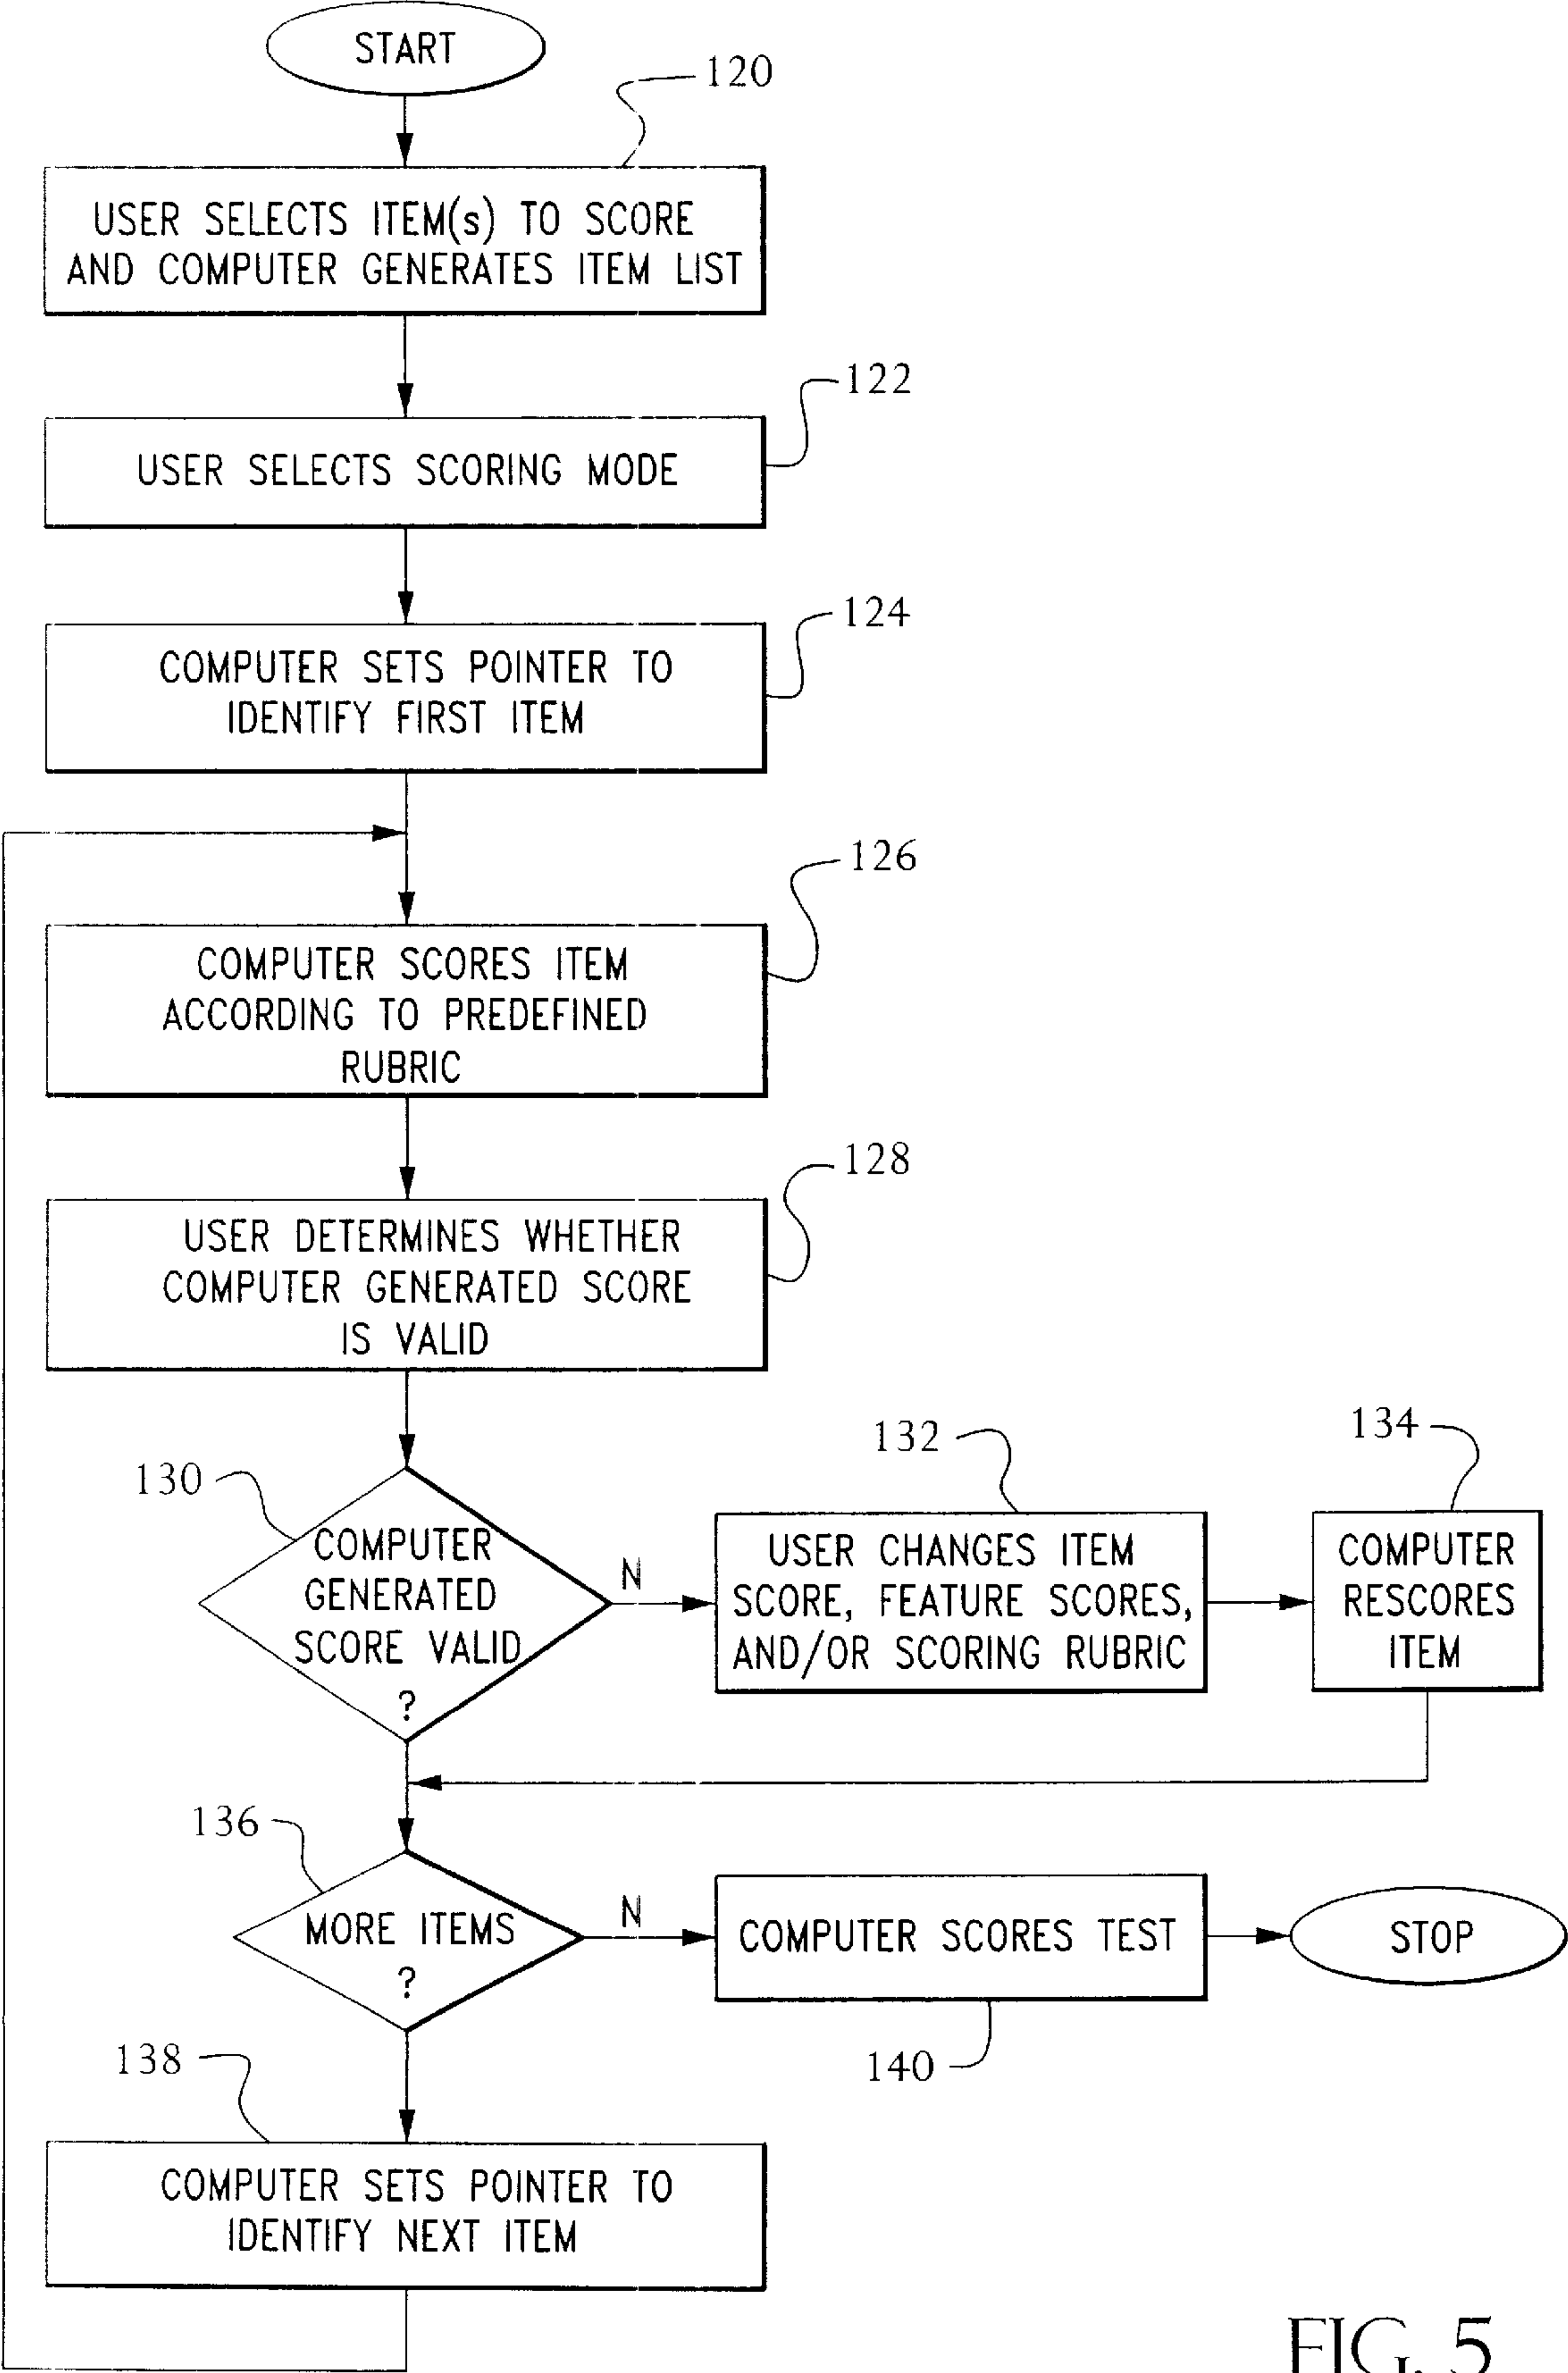 START
120
USER SELECTS ITEM(s) TO SCORE
AND COMPUTER GENERATES ITEM LIST
122
USER SELECTS SCORING MODE
124
COMPUTER SETS POINTER TO
IDENTIFY FIRST ITEM
126
COMPUTER SCORES ITEM
ACCORDING TO PREDEFINED
RUBRIC
128
USER DETERMINES WHETHER
COMPUTER GENERATED SCORE
IS VALID
130
COMPUTER
GENERATED
SCORE VALID
?
N
132
USER CHANGES ITEM
SCORE, FEATURE SCORES,
AND/OR SCORING RUBRIC
134
COMPUTER
RESCORES
ITEM
136
MORE ITEMS
?
N
COMPUTER SCORES TEST
140
STOP
138
COMPUTER SETS POINTER TO
IDENTIFY NEXT ITEM
FIG. 5